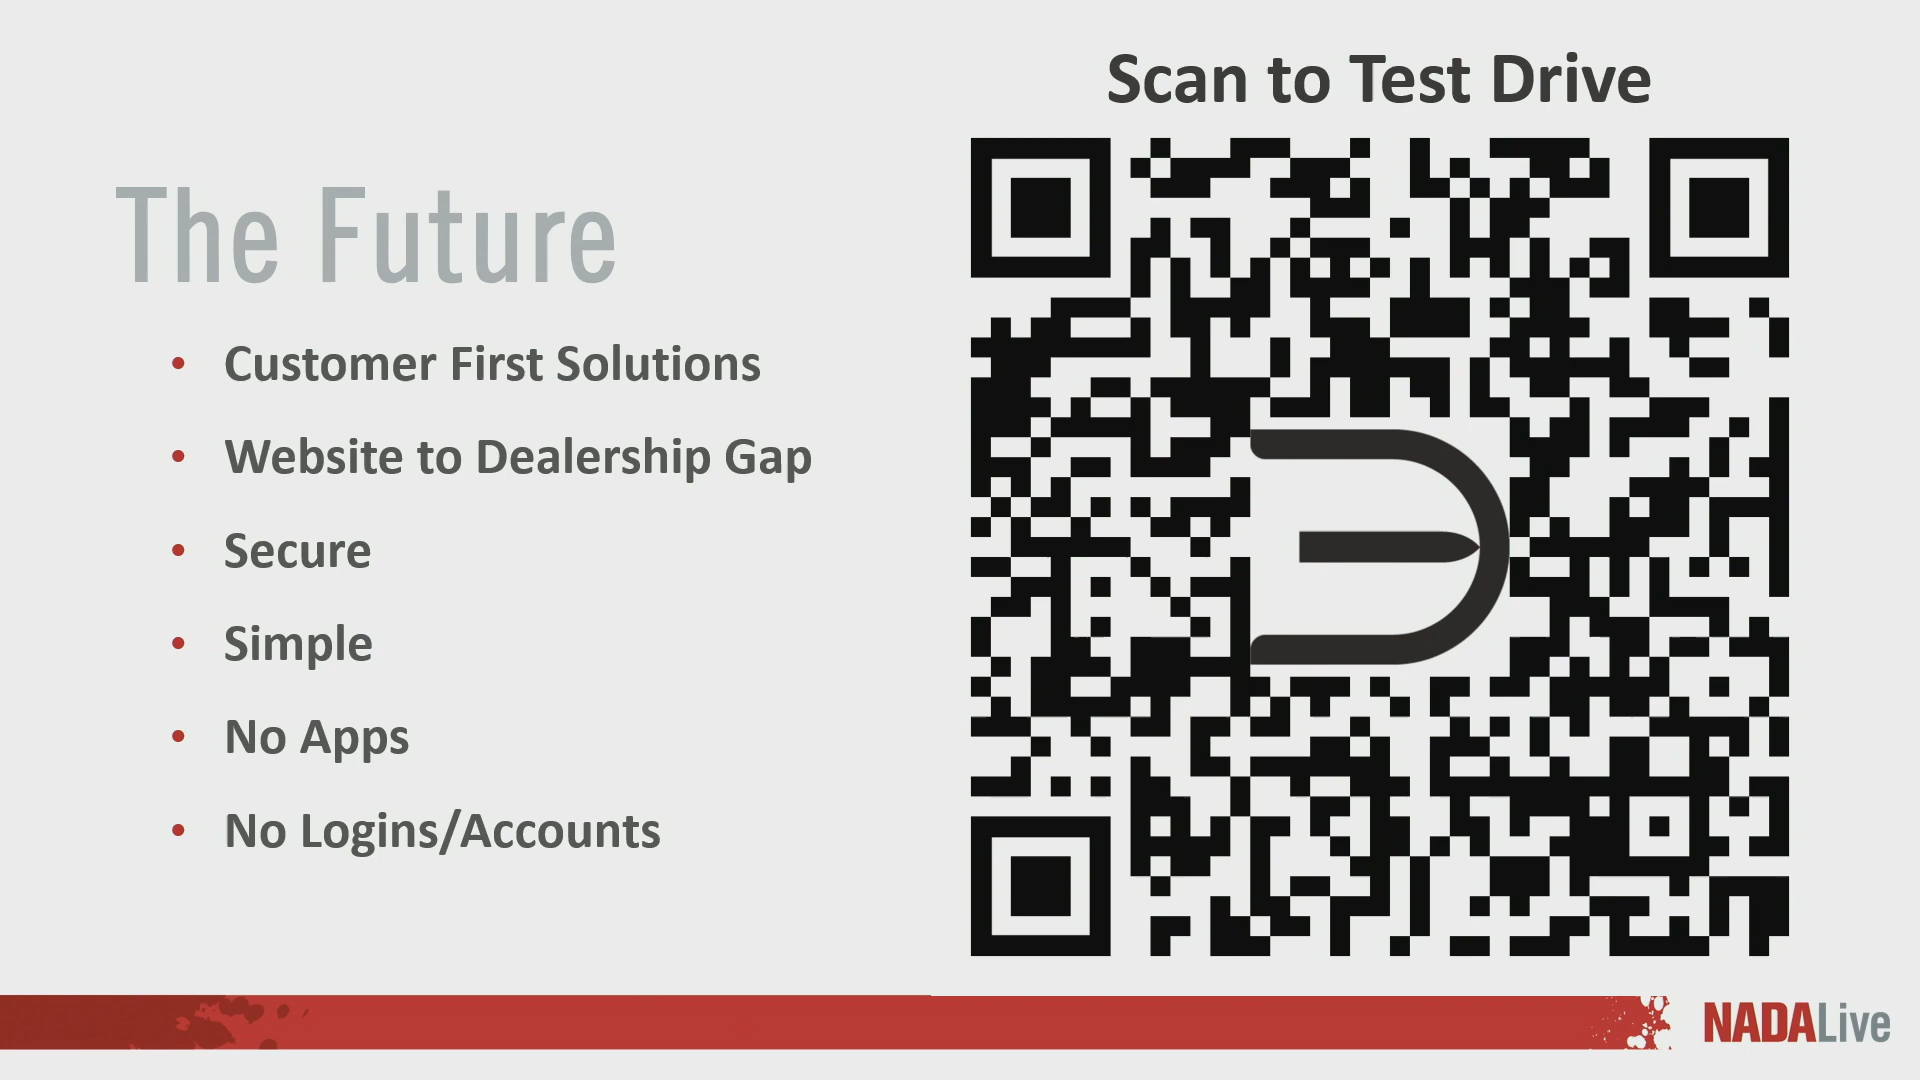 Scan to Test Drive
The Future
• Customer First Solutions
• Website to Dealership Gap
• Secure
• Simple
• No Apps
• No Logins/Accounts
NADALive